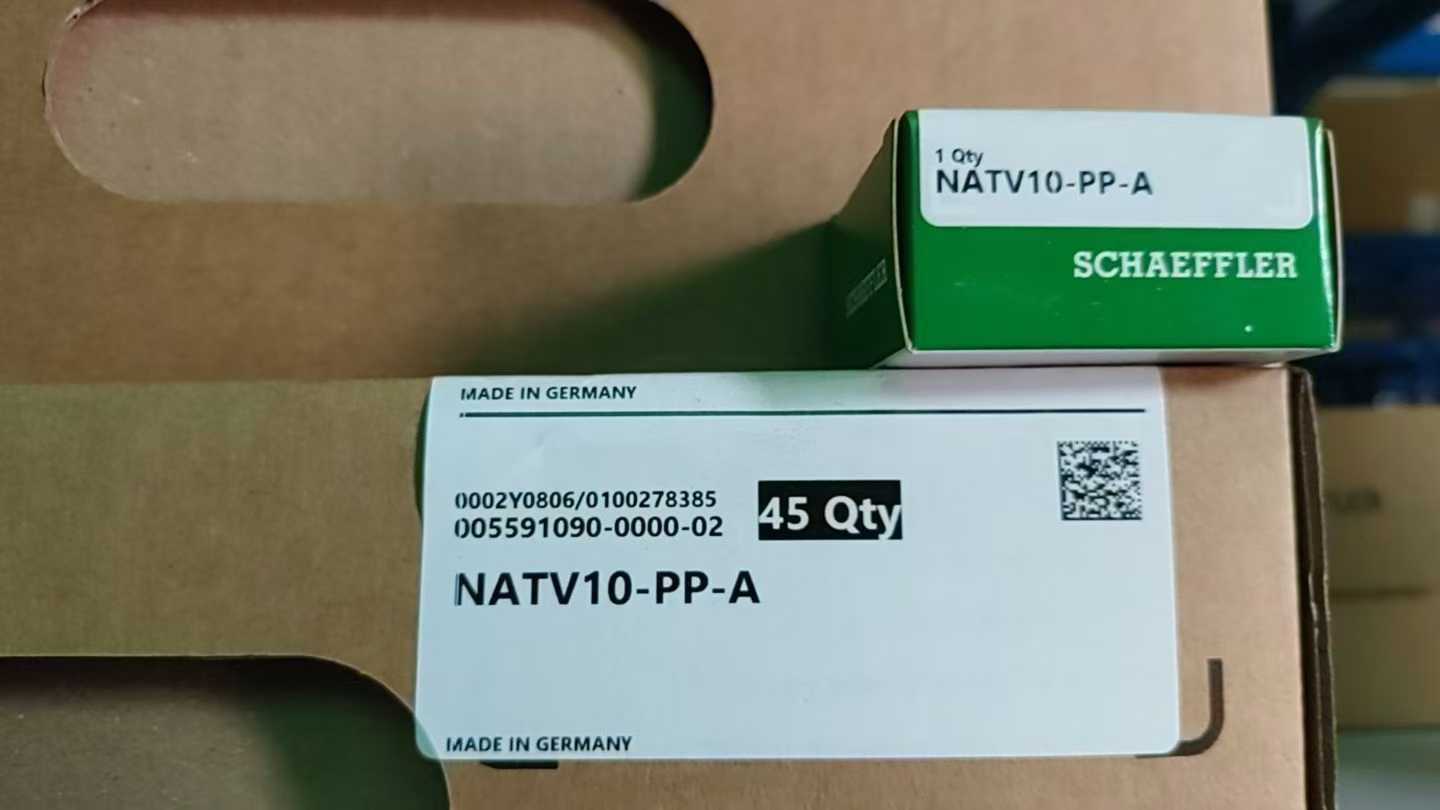 1 Qty
NATV10-PP-A
SCHAEFFLER
SCHAEFFLER
MADE IN GERMANY
0002Y0806/0100278385
005591090-0000-02
45 Qty
NATV10-PP-A
MADE IN GERMANY